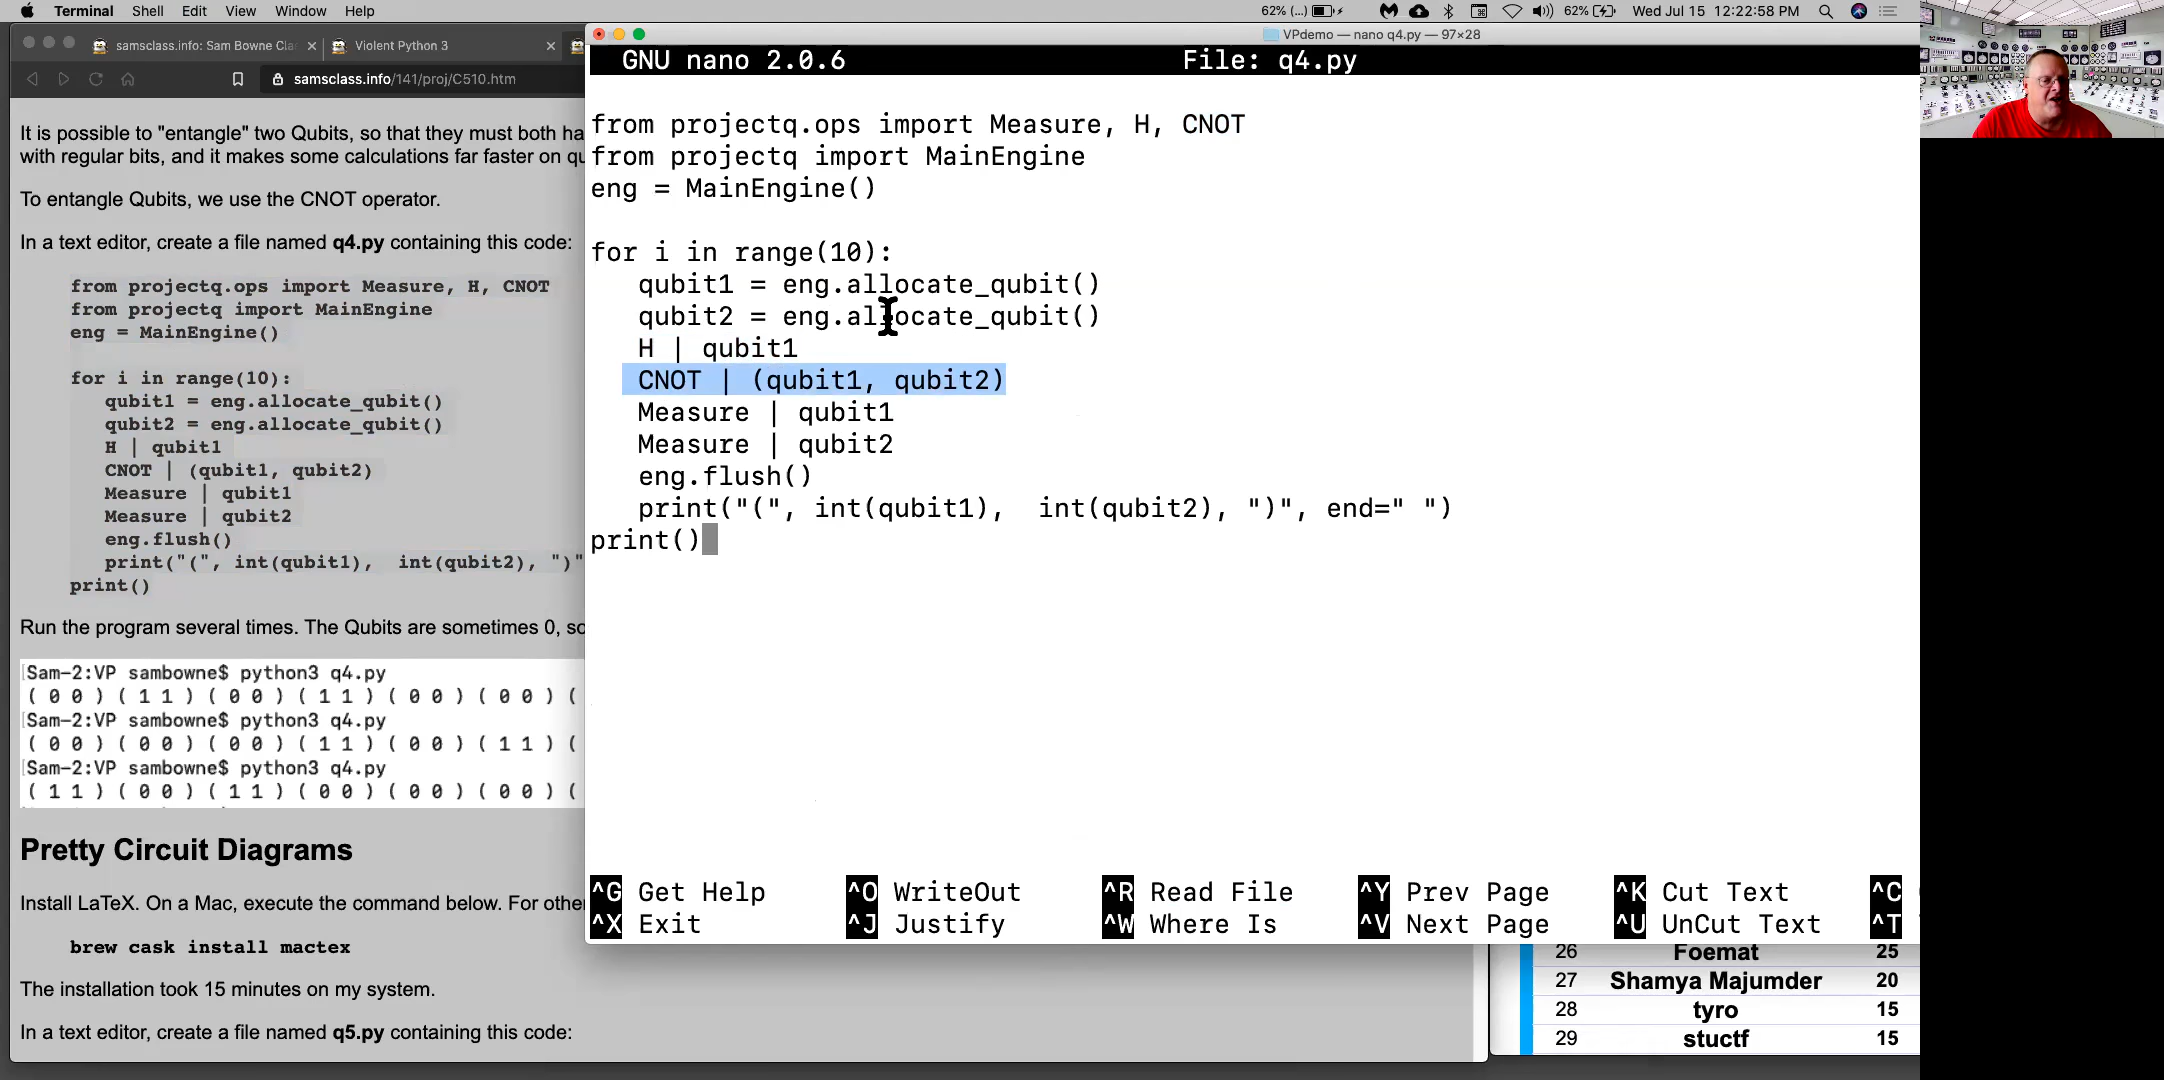 Terminal Shell Edit View Window Help
62% (...) 62% Wed Jul 15 12:22:58 PM
samsclass.info: Sam Bowne Cla
Violent Python 3
samsclass.info/141/proj/C510.htm
It is possible to "entangle" two Qubits, so that they must both ha
with regular bits, and it makes some calculations far faster on qu
To entangle Qubits, we use the CNOT operator.
In a text editor, create a file named q4.py containing this code:
from projectq.ops import Measure, H, CNOT
from projectq import MainEngine
eng = MainEngine()
for i in range(10):
qubit1 = eng.allocate_qubit()
qubit2 = eng.allocate_qubit()
H | qubit1
CNOT | (qubit1, qubit2)
Measure | qubit1
Measure | qubit2
eng.flush()
print("(", int(qubit1),  int(qubit2), ")"
print()
Run the program several times. The Qubits are sometimes 0, so
[Sam-2:VP sambowne$ python3 q4.py
( 0 0 ) ( 1 1 ) ( 0 0 ) ( 1 1 ) ( 0 0 ) ( 0 0 ) (
[Sam-2:VP sambowne$ python3 q4.py
( 0 0 ) ( 0 0 ) ( 0 0 ) ( 1 1 ) ( 0 0 ) ( 1 1 ) (
[Sam-2:VP sambowne$ python3 q4.py
( 1 1 ) ( 0 0 ) ( 1 1 ) ( 0 0 ) ( 0 0 ) ( 0 0 ) (
Pretty Circuit Diagrams
Install LaTeX. On a Mac, execute the command below. For othe
brew cask install mactex
The installation took 15 minutes on my system.
In a text editor, create a file named q5.py containing this code:
VPdemo — nano q4.py — 97×28
GNU nano 2.0.6 File: q4.py
from projectq.ops import Measure, H, CNOT
from projectq import MainEngine
eng = MainEngine()
for i in range(10):
qubit1 = eng.allocate_qubit()
qubit2 = eng.allocate_qubit()
H | qubit1
CNOT | (qubit1, qubit2)
Measure | qubit1
Measure | qubit2
eng.flush()
print("(", int(qubit1),  int(qubit2), ")", end=" ")
print()
^G Get Help ^O WriteOut ^R Read File ^Y Prev Page ^K Cut Text ^C
^X Exit ^J Justify ^W Where Is ^V Next Page ^U UnCut Text ^T
26 Foemat 25
27 Shamya Majumder 20
28 tyro 15
29 stuctf 15